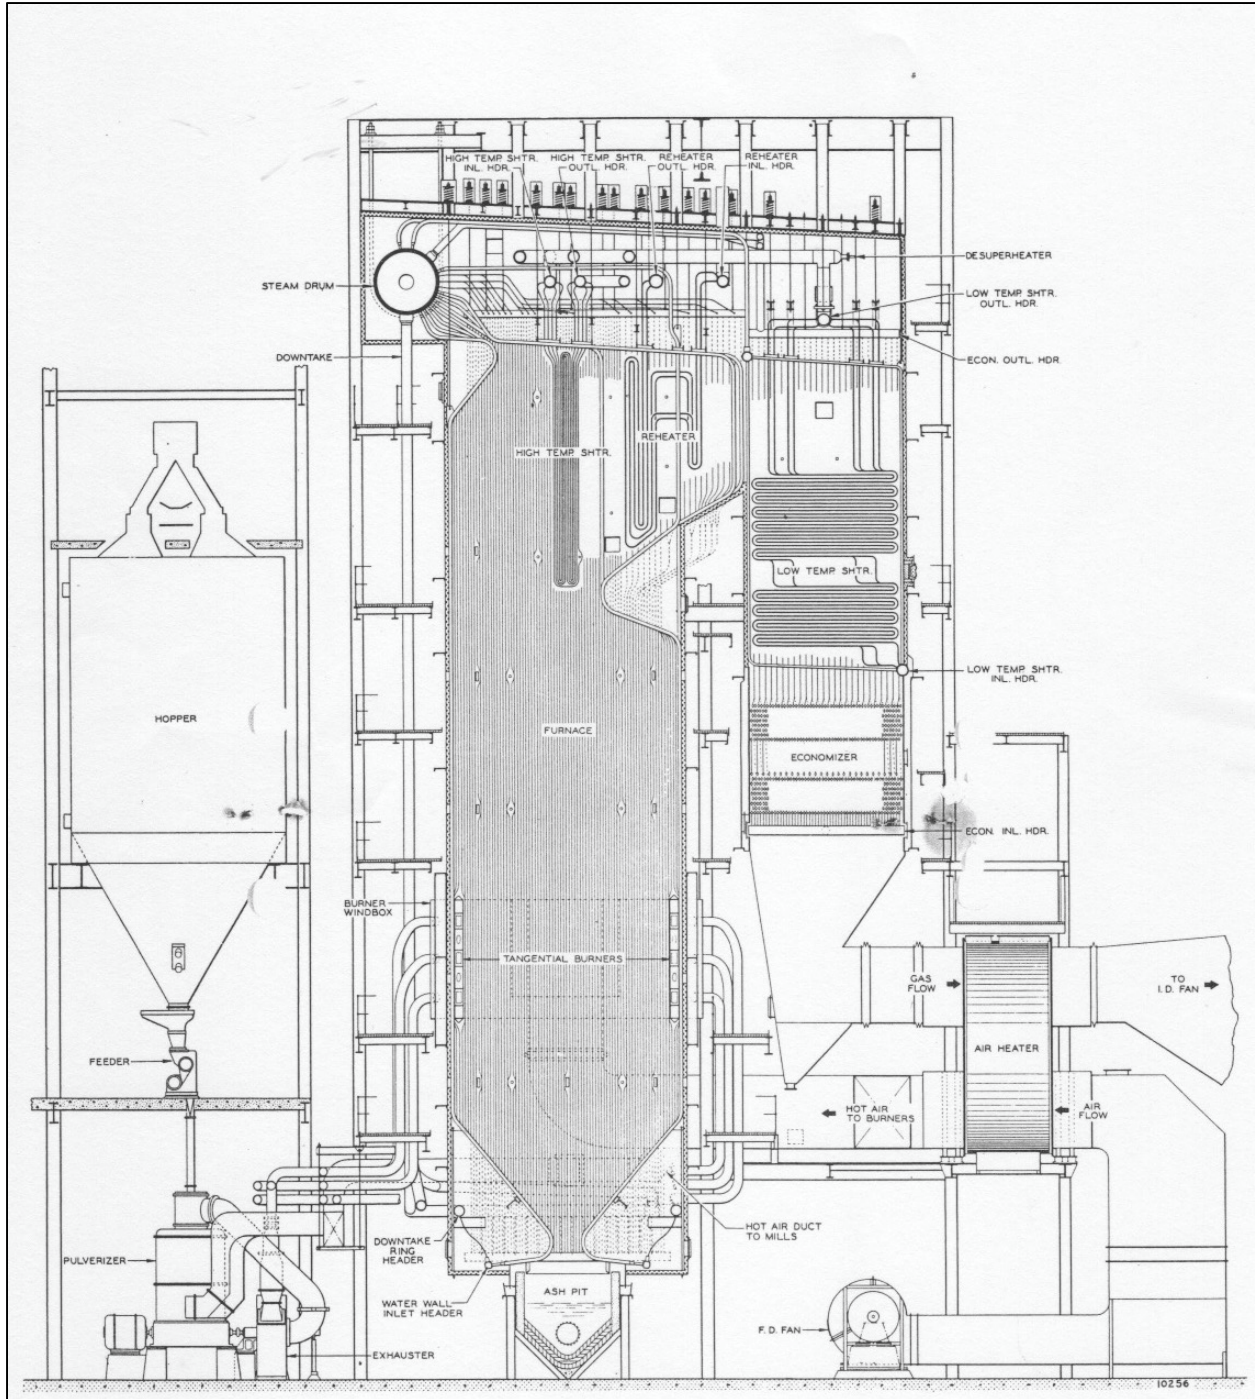 HIGH TEMP. SHTR.
INL. HDR.
HIGH TEMP. SHTR.
OUTL. HDR.
REHEATER
OUTL. HDR.
REHEATER
INL. HDR.
DESUPERHEATER
STEAM DRUM
LOW TEMP. SHTR.
OUTL. HDR.
DOWNTAKE
ECON. OUTL. HDR.
HIGH TEMP. SHTR.
REHEATER
LOW TEMP. SHTR.
LOW TEMP. SHTR.
INL. HDR.
HOPPER
FURNACE
ECONOMIZER
ECON. INL. HDR.
BURNER
WINDBOX
TANGENTIAL BURNERS
GAS
FLOW
TO
I.D. FAN
FEEDER
AIR HEATER
HOT AIR
TO BURNERS
AIR
FLOW
X
HOT AIR DUCT
TO MILLS
DOWNTAKE
RING
HEADER
PULVERIZER
WATER WALL
INLET HEADER
ASH PIT
F.D. FAN
EXHAUSTER
10256